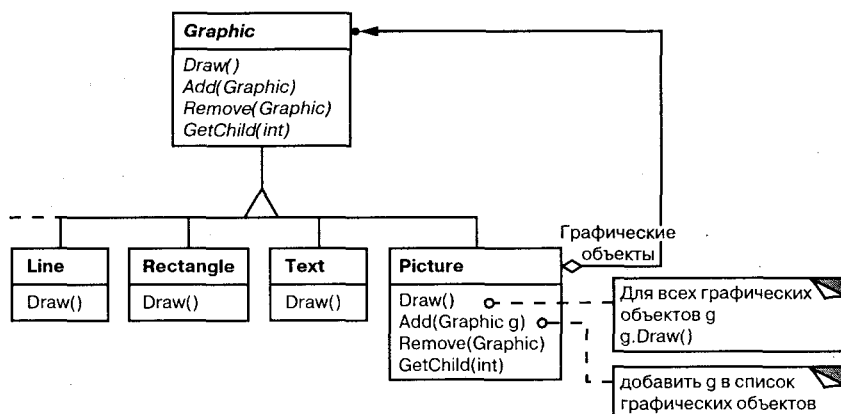 Graphic
Draw()
Add(Graphic)
Remove(Graphic)
GetChild(int)
Графические
объекты
Line
Draw()
Rectangle
Draw()
Text
Draw()
Picture
Draw()
Add(Graphic g)
Remove(Graphic)
GetChild(int)
Для всех графических
объектов g
g.Draw()
добавить g в список
графических объектов